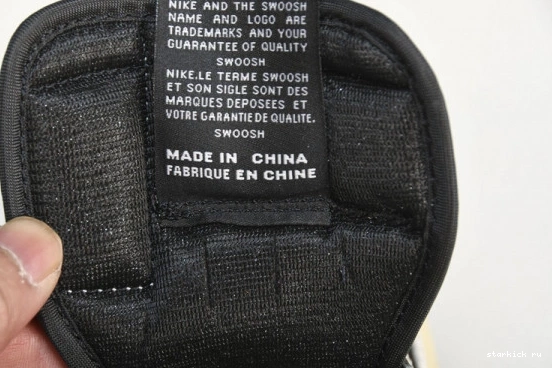 NIKE AND THE SWOOSH
NAME AND LOGO ARE
TRADEMARKS AND YOUR
GUARANTEE OF QUALITY
SWOOSH
NIKE.LE TERME SWOOSH
ET SON SIGLE SONT DES
MARQUES DEPOSEES ET
VOTRE GARANTIE DE QUALITE.
SWOOSH
MADE IN CHINA
FABRIQUE EN CHINE
starkich ru